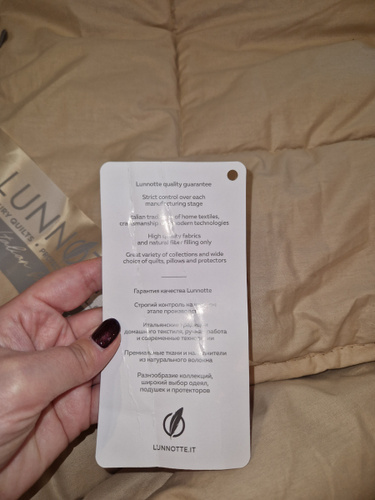 LUNNO
RY QUILTS
Lunnotte quality guarantee
Strict control over each
manufacturing stage
Italian traditions of home textiles,
craftsmanship and modern technologies
High quality fabrics
and natural fiber filling only
Great variety of collections and wide
choice of quilts, pillows and protectors
Гарантия качества Lunnotte
Строгий контроль на каждом
этапе производства
Итальянские традиции
домашнего текстиля, ручная работа
и современные технологии
Премиальные ткани и наполнители
из натурального волокна
Разнообразие коллекций,
широкий выбор одеял,
подушек и протекторов
LUNNOTTE.IT